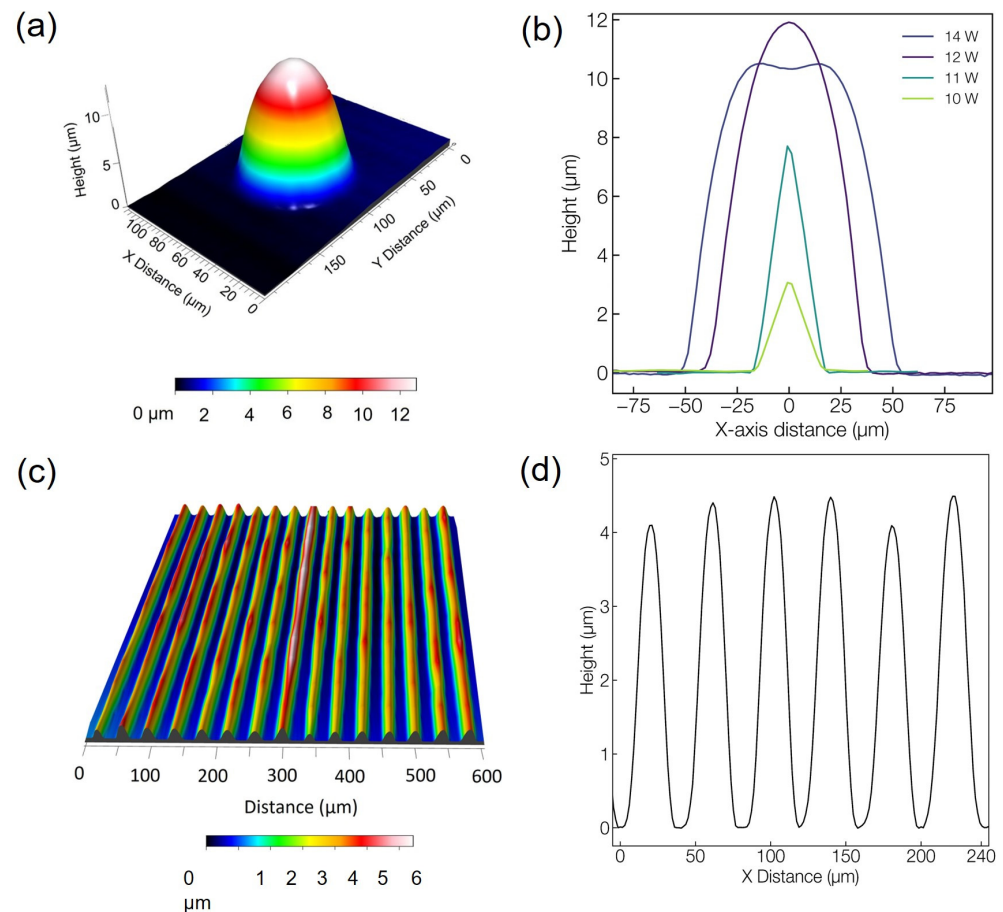 (a)
Height (µm)
10
5
0
100 80 60 40 20 0
X Distance (µm)
150 100 50 0
Y Distance (µm)
0 µm 2 4 6 8 10 12
(b)
12
10
8
6
4
2
0
Height (µm)
14 W
12 W
11 W
10 W
−75 −50 −25 0 25 50 75
X-axis distance (µm)
(c)
0 100 200 300 400 500 600
Distance (µm)
0 1 2 3 4 5 6
µm
(d)
5
4
3
2
1
0
Height (µm)
0 50 100 150 200 240
X Distance (µm)